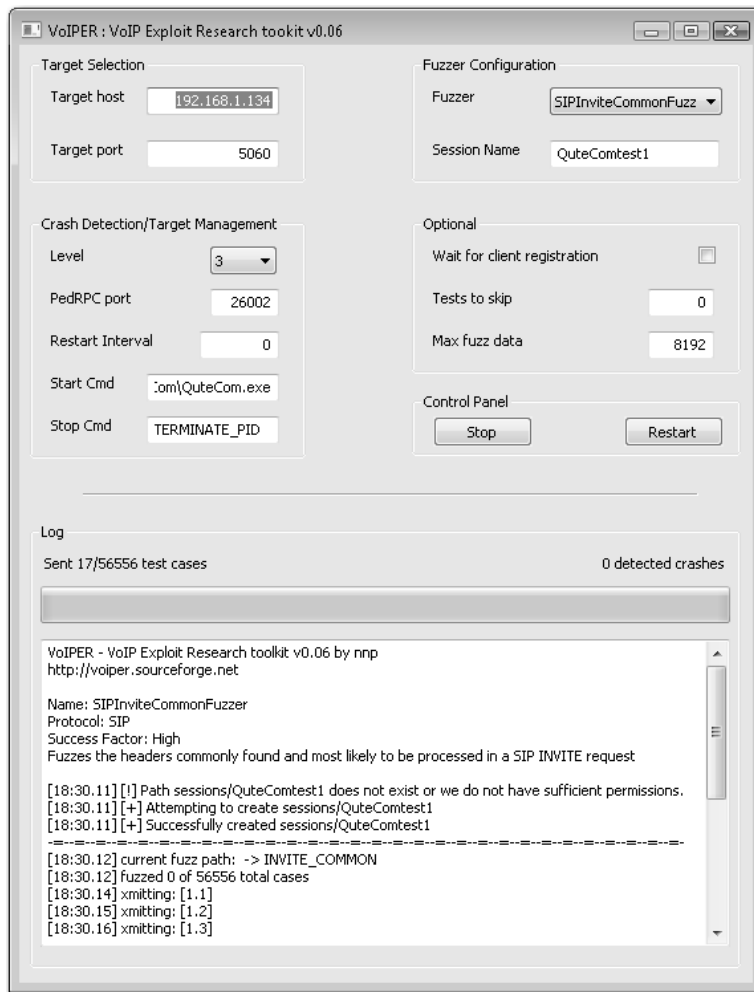 VoIPER : VoIP Exploit Research tookit v0.06
Target Selection
Target host 192.168.1.134
Target port 5060
Fuzzer Configuration
Fuzzer SIPInviteCommonFuzz
Session Name QuteComtest1
Crash Detection/Target Management
Level 3
PedRPC port 26002
Restart Interval 0
Start Cmd :om\QuteCom.exe
Stop Cmd TERMINATE_PID
Optional
Wait for client registration
Tests to skip 0
Max fuzz data 8192
Control Panel
Stop Restart
Log
Sent 17/56556 test cases 0 detected crashes
VoIPER - VoIP Exploit Research toolkit v0.06 by nnp
http://voiper.sourceforge.net
Name: SIPInviteCommonFuzzer
Protocol: SIP
Success Factor: High
Fuzzes the headers commonly found and most likely to be processed in a SIP INVITE request
[18:30.11] [!] Path sessions/QuteComtest1 does not exist or we do not have sufficient permissions.
[18:30.11] [+] Attempting to create sessions/QuteComtest1
[18:30.11] [+] Successfully created sessions/QuteComtest1
-=--=--=--=--=--=--=--=--=--=--=--=--=--=--=--=--=--=--=--=--=--=--=--=--=--=--=--=--=-
[18:30.12] current fuzz path: -> INVITE_COMMON
[18:30.12] fuzzed 0 of 56556 total cases
[18:30.14] xmitting: [1.1]
[18:30.15] xmitting: [1.2]
[18:30.16] xmitting: [1.3]